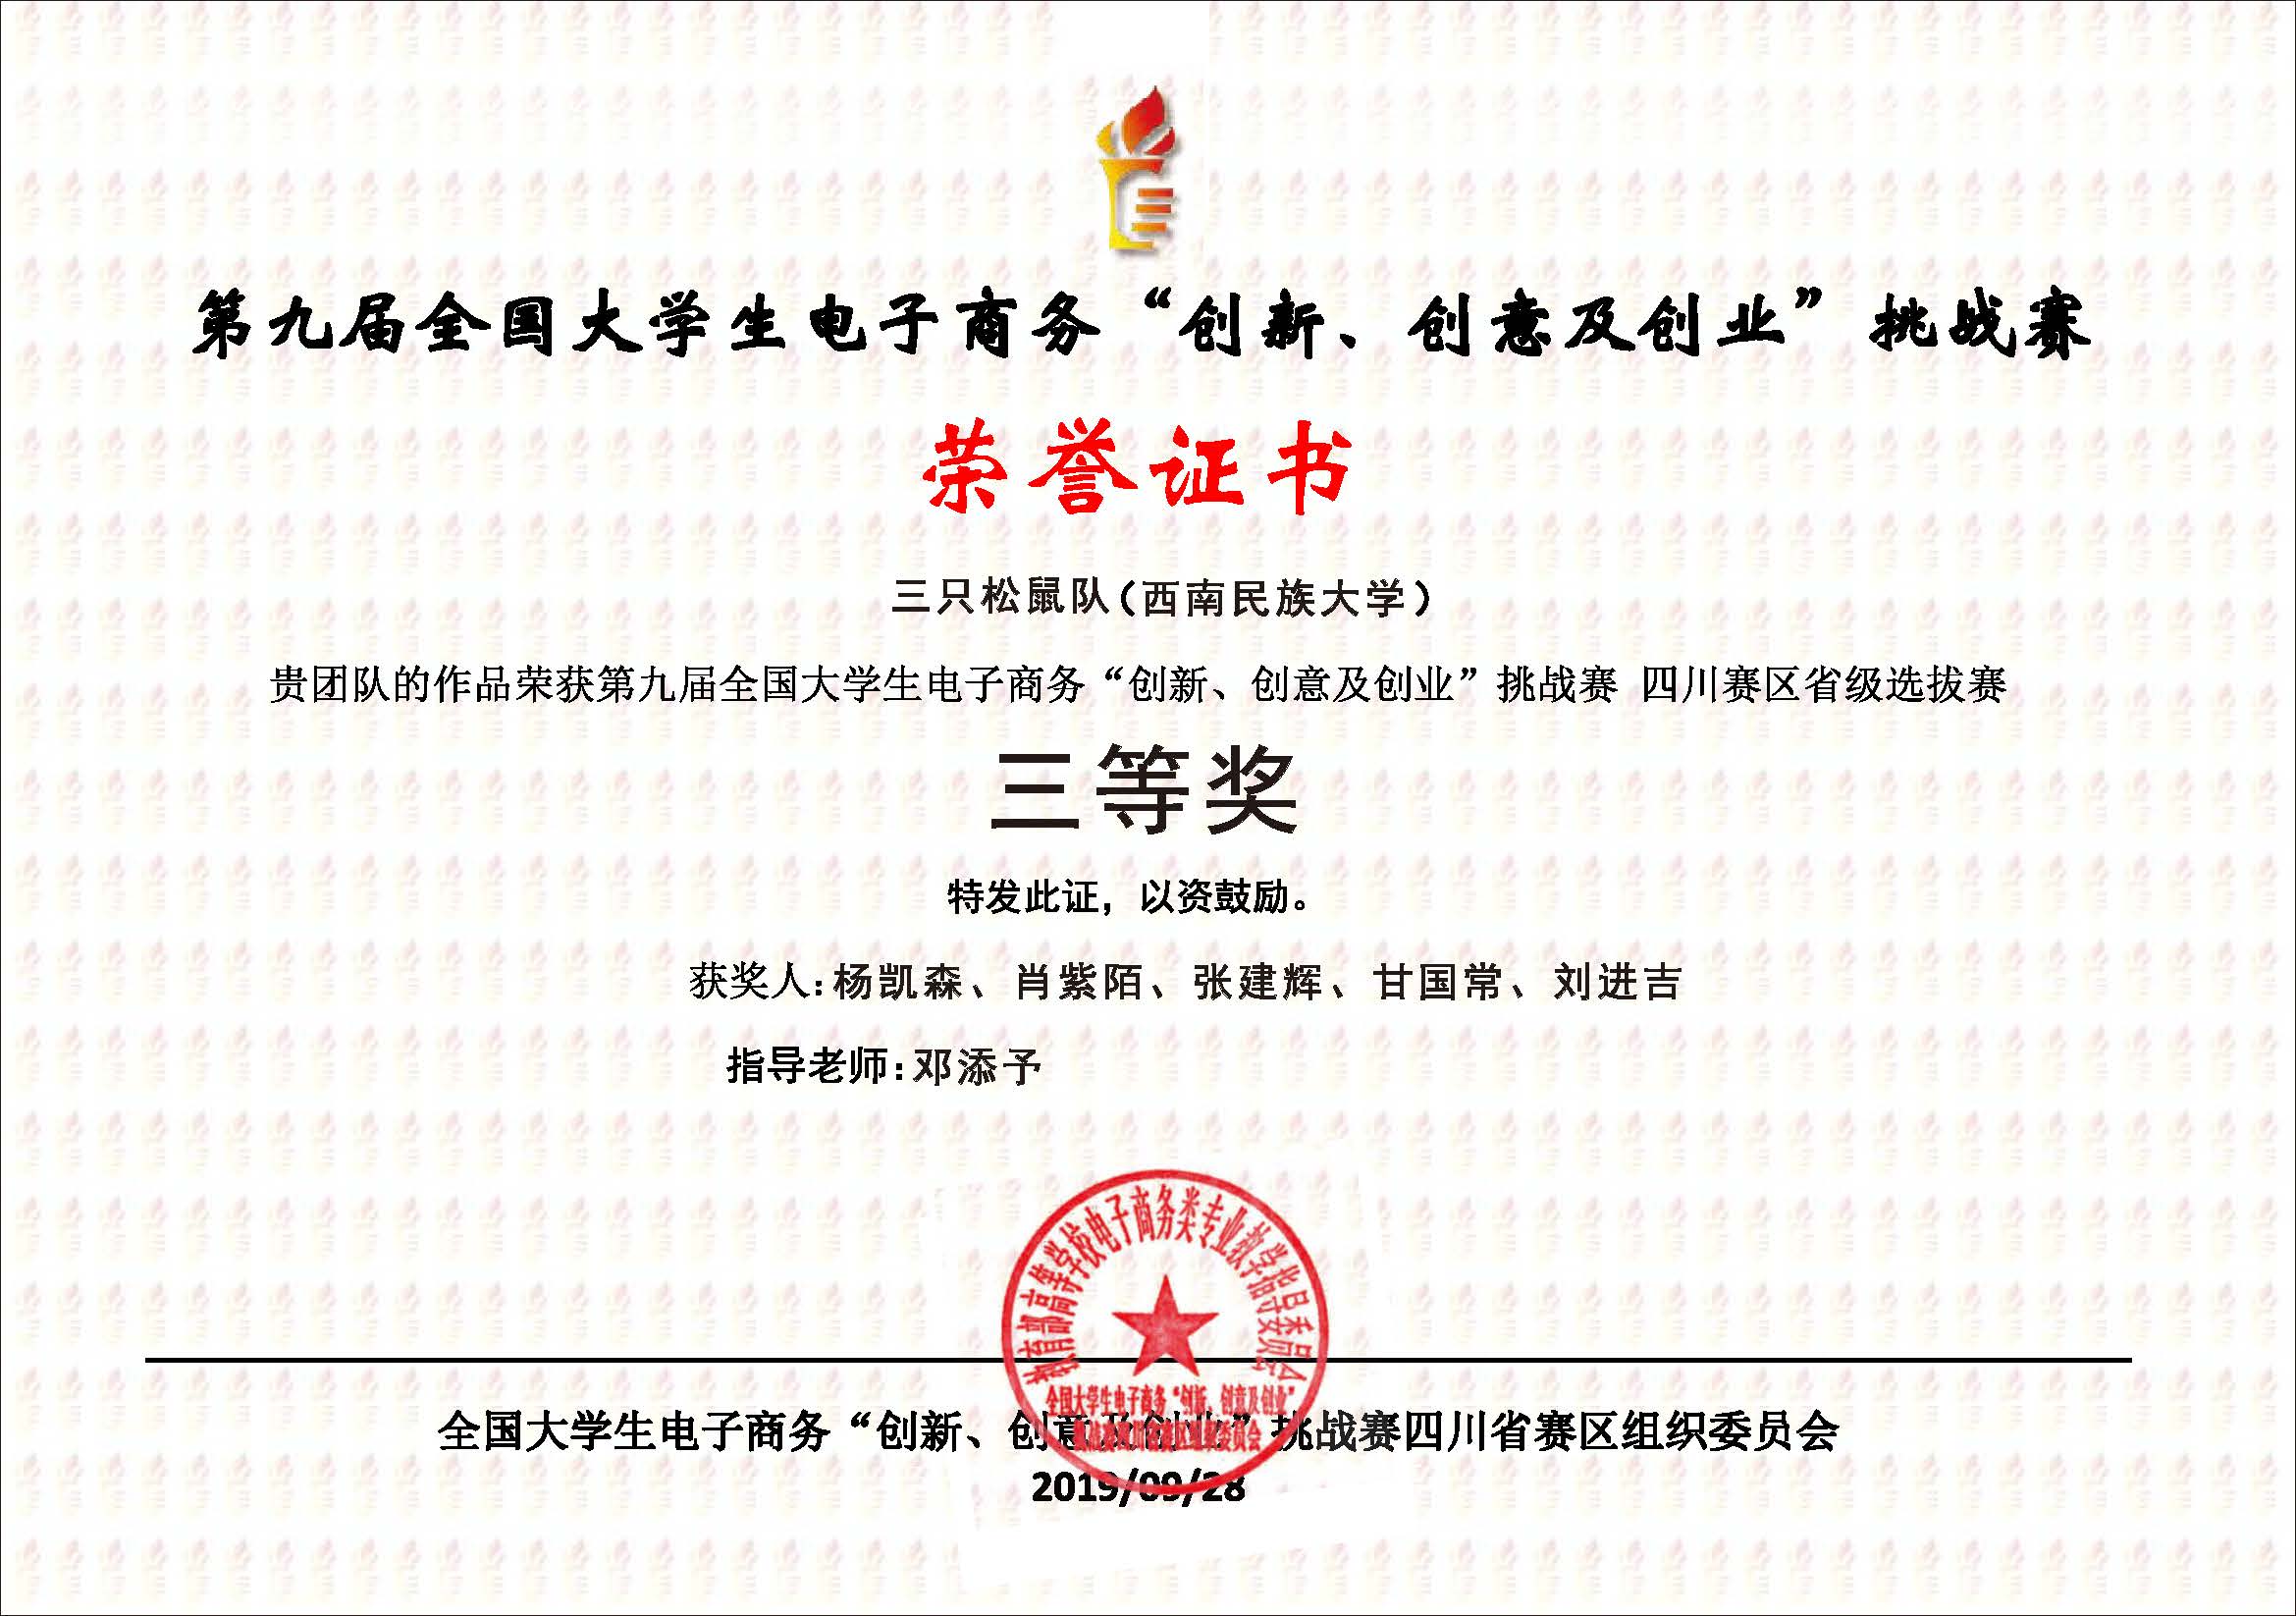 第九届全国大学生电子商务“创新、创意及创业”挑战赛
荣誉证书
三只松鼠队(西南民族大学)
贵团队的作品荣获第九届全国大学生电子商务“创新、创意及创业”挑战赛 四川赛区省级选拔赛
三等奖
特发此证，以资鼓励。
获奖人:杨凯森、肖紫陌、张建辉、甘国常、刘进吉
指导老师:邓添予
教育部高等学校电子商务类专业教学指导委员会
全国大学生电子商务“创新、创意及创业”
全国大学生电子商务“创新、创意及创业”挑战赛四川省赛区组织委员会
2019/09/28